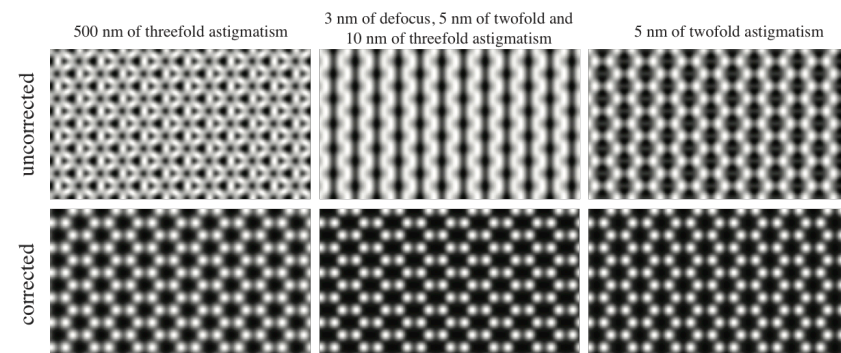 500 nm of threefold astigmatism
3 nm of defocus, 5 nm of twofold and
10 nm of threefold astigmatism
5 nm of twofold astigmatism
uncorrected
corrected